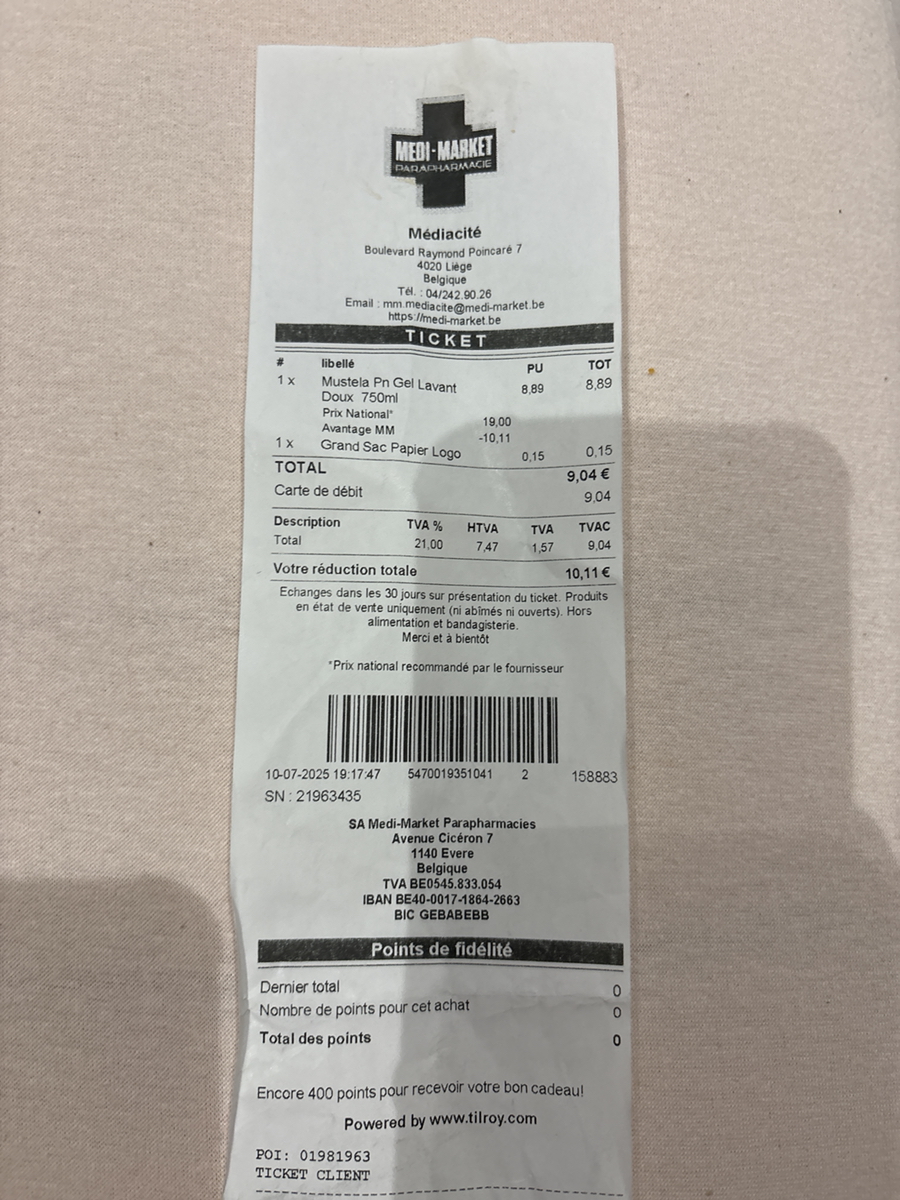 MEDI-MARKET
PARAPHARMACIE
Médiacité
Boulevard Raymond Poincaré 7
4020 Liège
Belgique
Tél. : 04/242.90.26
Email : mm.mediacite@medi-market.be
https://medi-market.be
TICKET
# libellé PU TOT
1 x Mustela Pn Gel Lavant 8,89 8,89
Doux 750ml
Prix National* 19,00
Avantage MM -10,11
1 x Grand Sac Papier Logo 0,15 0,15
TOTAL 9,04 €
Carte de débit 9,04
Description TVA % HTVA TVA TVAC
Total 21,00 7,47 1,57 9,04
Votre réduction totale 10,11 €
Echanges dans les 30 jours sur présentation du ticket. Produits
en état de vente uniquement (ni abîmés ni ouverts). Hors
alimentation et bandagisterie.
Merci et à bientôt
*Prix national recommandé par le fournisseur
10-07-2025 19:17:47 5470019351041 2 158883
SN : 21963435
SA Medi-Market Parapharmacies
Avenue Cicéron 7
1140 Evere
Belgique
TVA BE0545.833.054
IBAN BE40-0017-1864-2663
BIC GEBABEBB
Points de fidélité
Dernier total 0
Nombre de points pour cet achat 0
Total des points 0
Encore 400 points pour recevoir votre bon cadeau!
Powered by www.tilroy.com
POI: 01981963
TICKET CLIENT